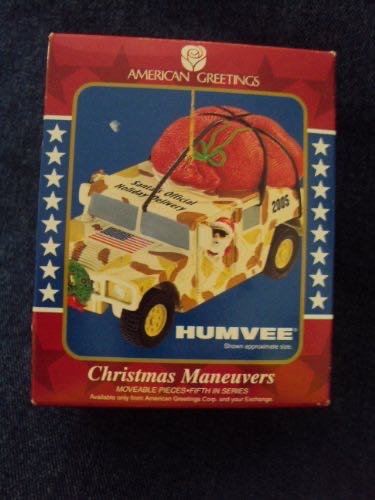 AMERICAN GREETINGS
Santa's Official
Holiday Delivery
2005
HUMVEE®
Shown approximate size.
Christmas Maneuvers
MOVEABLE PIECES•FIFTH IN SERIES
Available only from American Greetings Corp. and your Exchange.